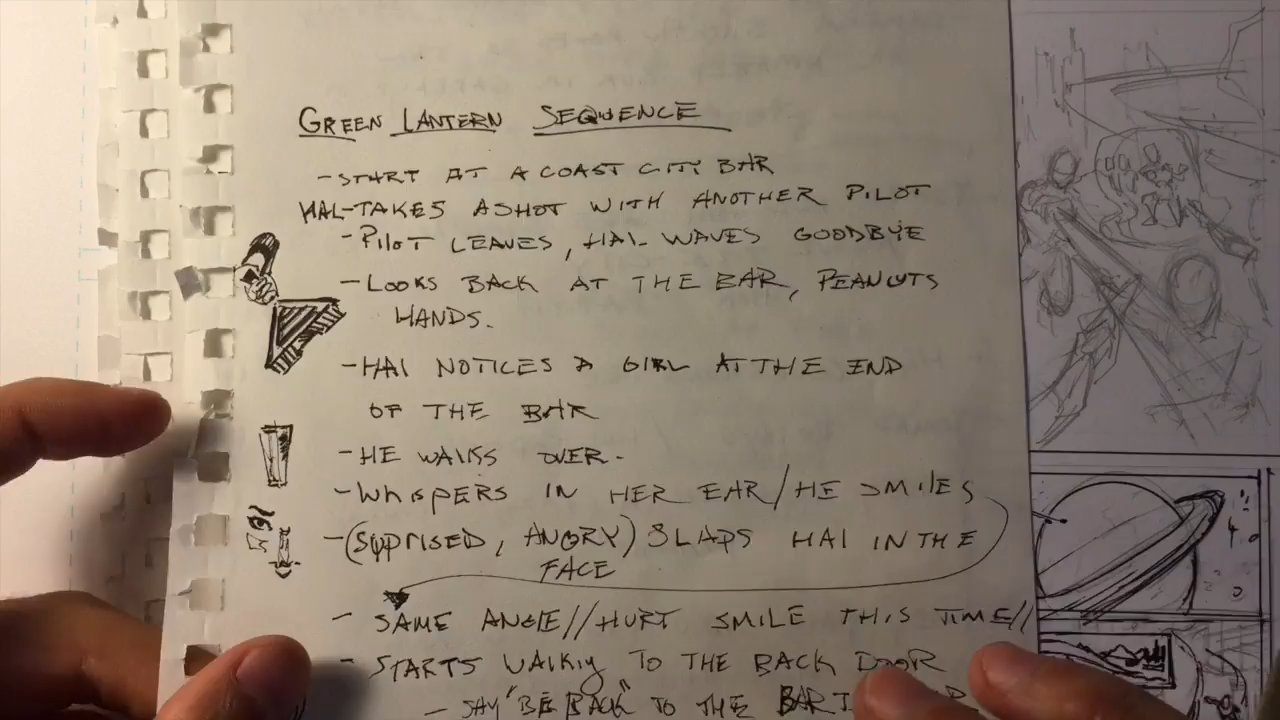 GREEN LANTERN SEQUENCE
-START AT A COAST CITY BAR
HAL-TAKES A SHOT WITH ANOTHER PILOT
-PILOT LEAVES, HAL WAVES GOODBYE
-LOOKS BACK AT THE BAR, PEANUTS
HANDS.
-HAL NOTICES A GIRL AT THE END
OF THE BAR
-HE WALKS OVER.
-WHISPERS IN HER EAR/HE SMILES
-(SUPRISED, ANGRY) SLAPS HAL IN THE
FACE
- SAME ANGLE//HURT SMILE THIS TIME//
- STARTS WALKIG TO THE BACK DOOR
- SAY "BE BACK" TO THE